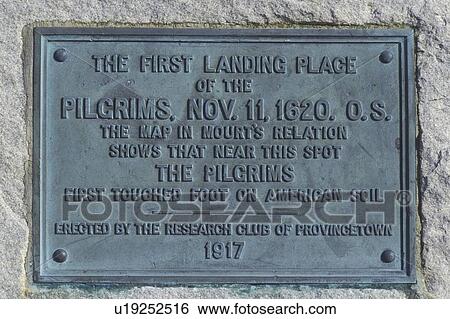 THE FIRST LANDING PLACE
OF THE
PILGRIMS, NOV. 11, 1620. O.S.
THE MAP IN MOURT'S RELATION
SHOWS THAT NEAR THIS SPOT
THE PILGRIMS
FIRST TOUCHED FOOT ON AMERICAN SOIL
FOTOSEARCH
ERECTED BY THE RESEARCH CLUB OF PROVINCETOWN
1917
u19252516 www.fotosearch.com